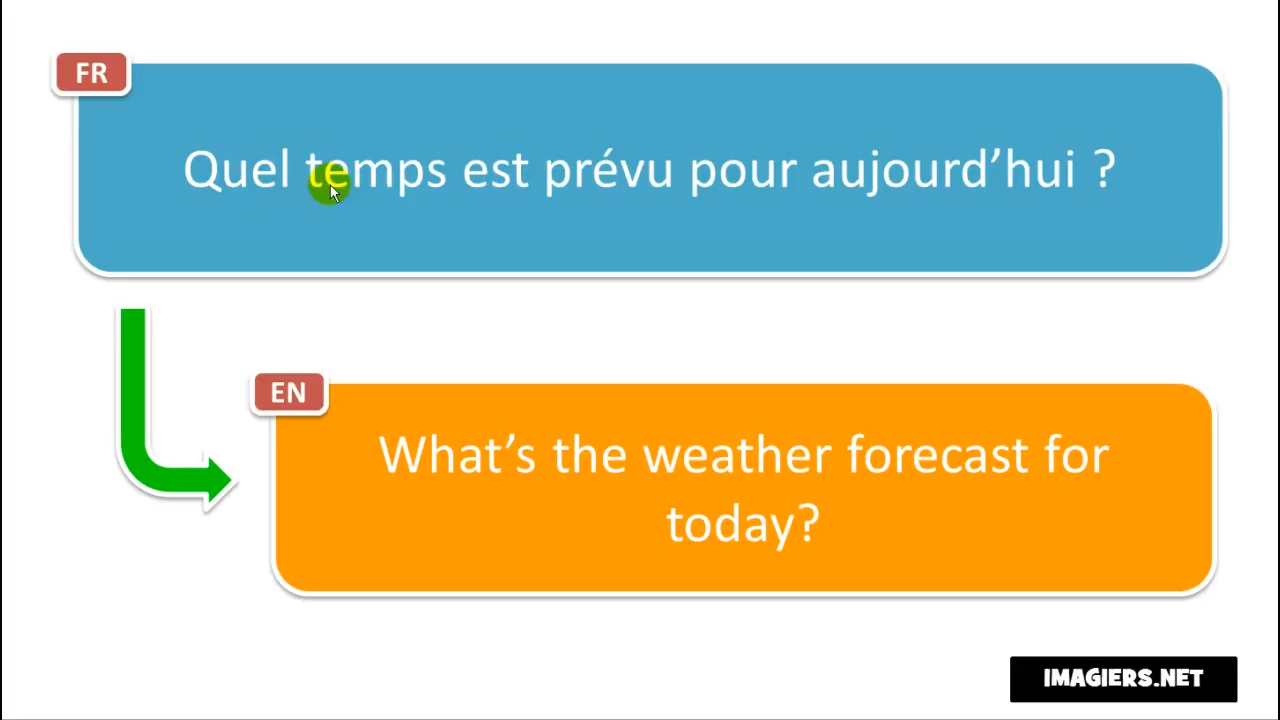 FR
Quel temps est prévu pour aujourd’hui ?
EN
What’s the weather forecast for
today?
IMAGIERS.NET